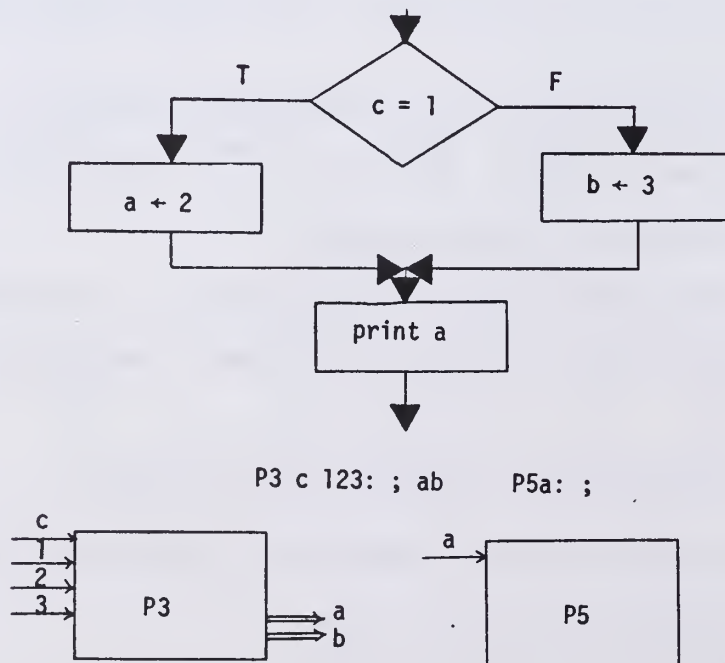 T
F
c = 1
a ← 2
b ← 3
print a
P3 c 123: ; ab P5a: ;
c
1
2
3
P3
a
b
a
P5